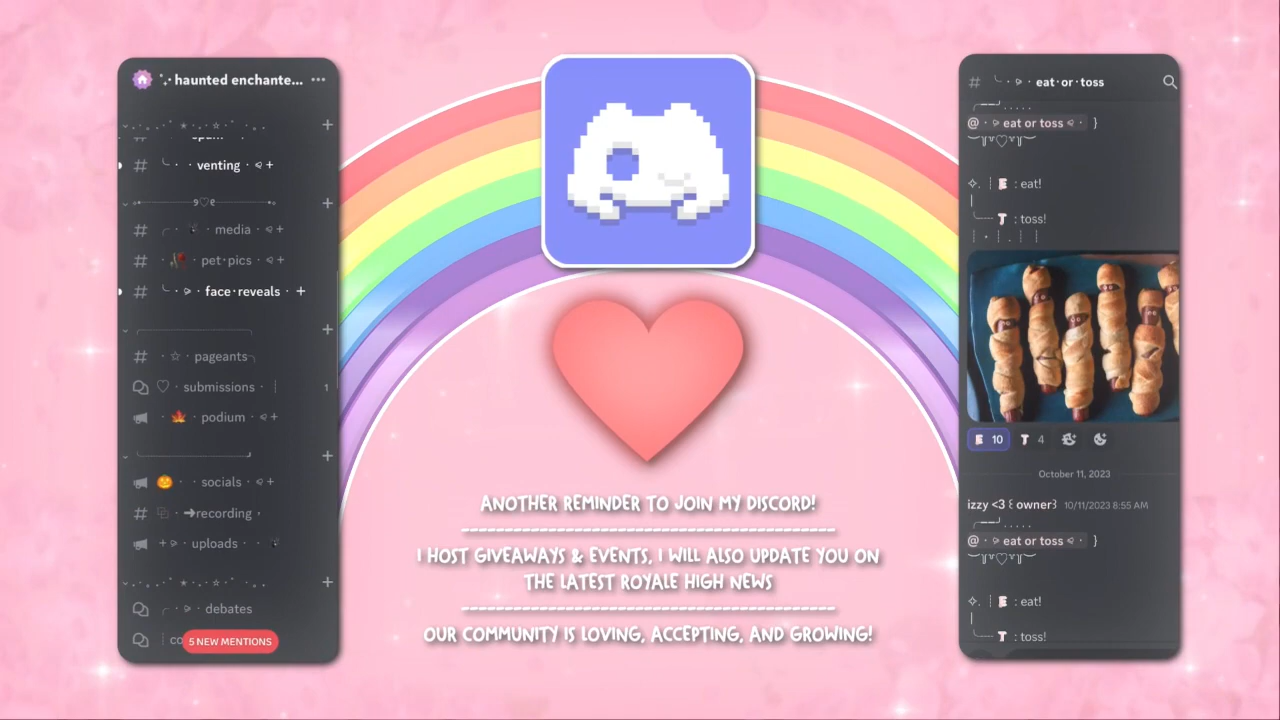 haunted enchante...
venting
media
pet·pics
face·reveals
pageants
submissions
1
podium
socials
➜recording
uploads
debates
5 NEW MENTIONS
ANOTHER REMINDER TO JOIN MY DISCORD!
I HOST GIVEAWAYS & EVENTS, I WILL ALSO UPDATE YOU ON
THE LATEST ROYALE HIGH NEWS
OUR COMMUNITY IS LOVING, ACCEPTING, AND GROWING!
eat·or·toss
@ eat or toss
E : eat!
T : toss!
E 10 T 4
October 11, 2023
izzy <3 owner 10/11/2023 8:55 AM
@ eat or toss
E : eat!
T : toss!